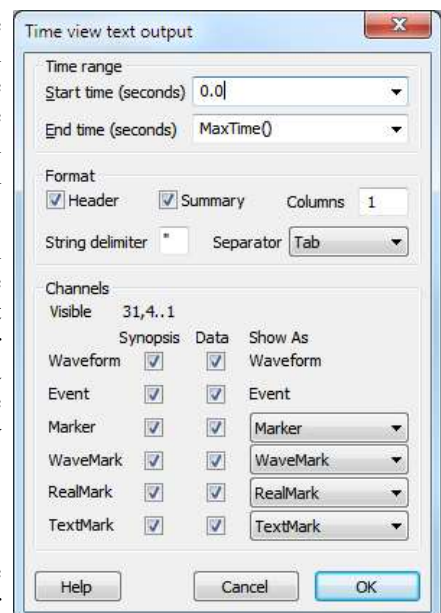 Time view text output
Time range
Start time (seconds) 0.0
End time (seconds) MaxTime()
Format
Header Summary Columns 1
String delimiter " Separator Tab
Channels
Visible 31,4..1
Synopsis Data Show As
Waveform Waveform
Event Event
Marker Marker
WaveMark WaveMark
RealMark RealMark
TextMark TextMark
Help Cancel OK